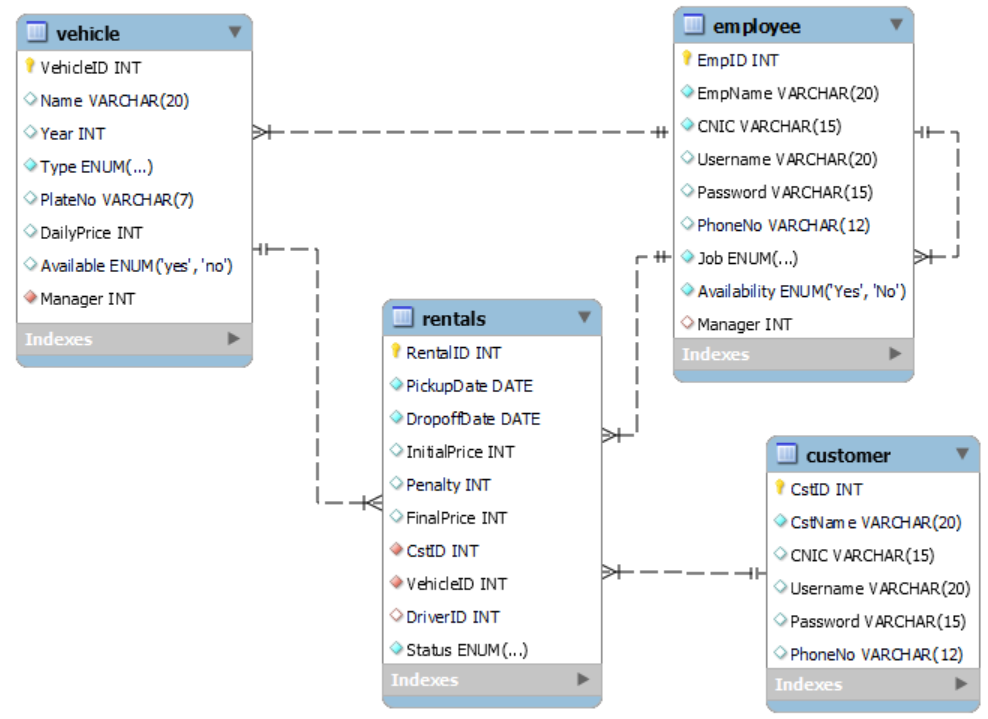 vehicle
VehicleID INT
Name VARCHAR(20)
Year INT
Type ENUM(...)
PlateNo VARCHAR(7)
DailyPrice INT
Available ENUM('yes', 'no')
Manager INT
Indexes
employee
EmpID INT
EmpName VARCHAR(20)
CNIC VARCHAR(15)
Username VARCHAR(20)
Password VARCHAR(15)
PhoneNo VARCHAR(12)
Job ENUM(...)
Availability ENUM('Yes', 'No')
Manager INT
Indexes
rentals
RentalID INT
PickupDate DATE
DropoffDate DATE
InitialPrice INT
Penalty INT
FinalPrice INT
CstID INT
VehicleID INT
DriverID INT
Status ENUM(...)
Indexes
customer
CstID INT
CstName VARCHAR(20)
CNIC VARCHAR(15)
Username VARCHAR(20)
Password VARCHAR(15)
PhoneNo VARCHAR(12)
Indexes